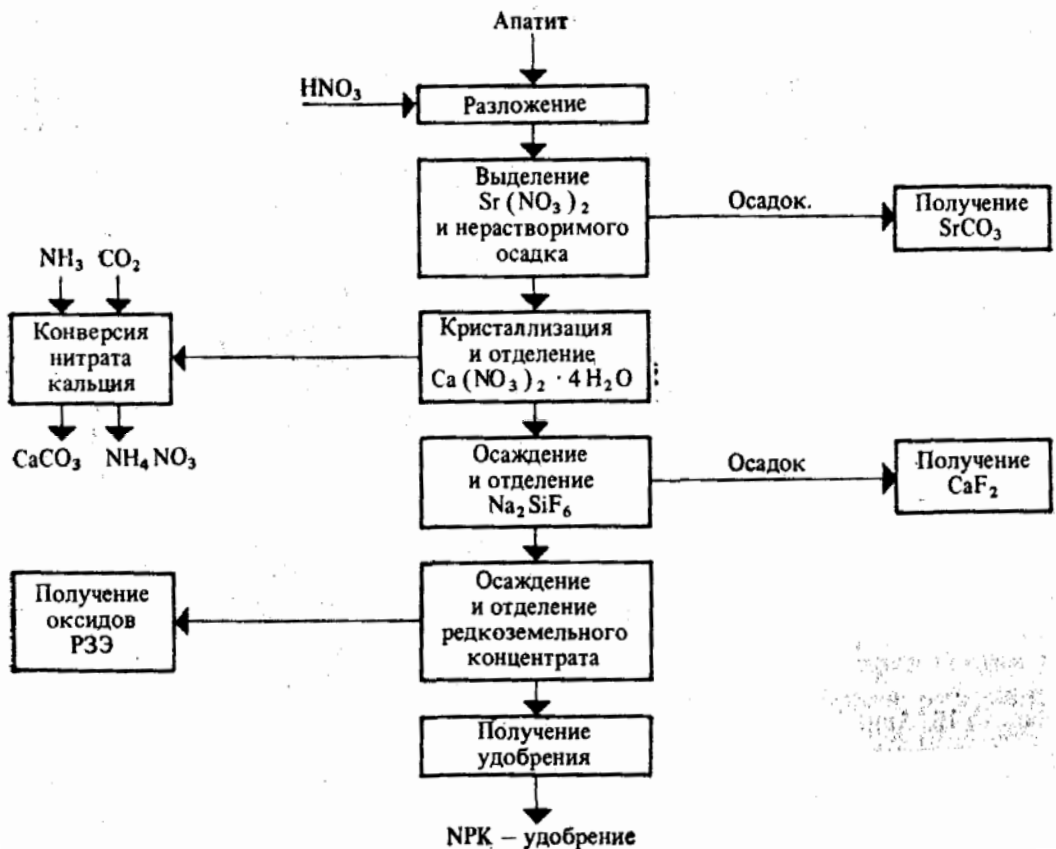 Апатит
HNO₃
Разложение
Выделение
Sr(NO₃)₂
и нерастворимого
осадка
Осадок.
Получение
SrCO₃
NH₃ CO₂
Конверсия
нитрата
кальция
CaCO₃ NH₄NO₃
Кристаллизация
и отделение
Ca(NO₃)₂ · 4H₂O
Осаждение
и отделение
Na₂SiF₆
Осадок
Получение
CaF₂
Осаждение
и отделение
редкоземельного
концентрата
Получение
оксидов
РЗЭ
Получение
удобрения
NPK – удобрение